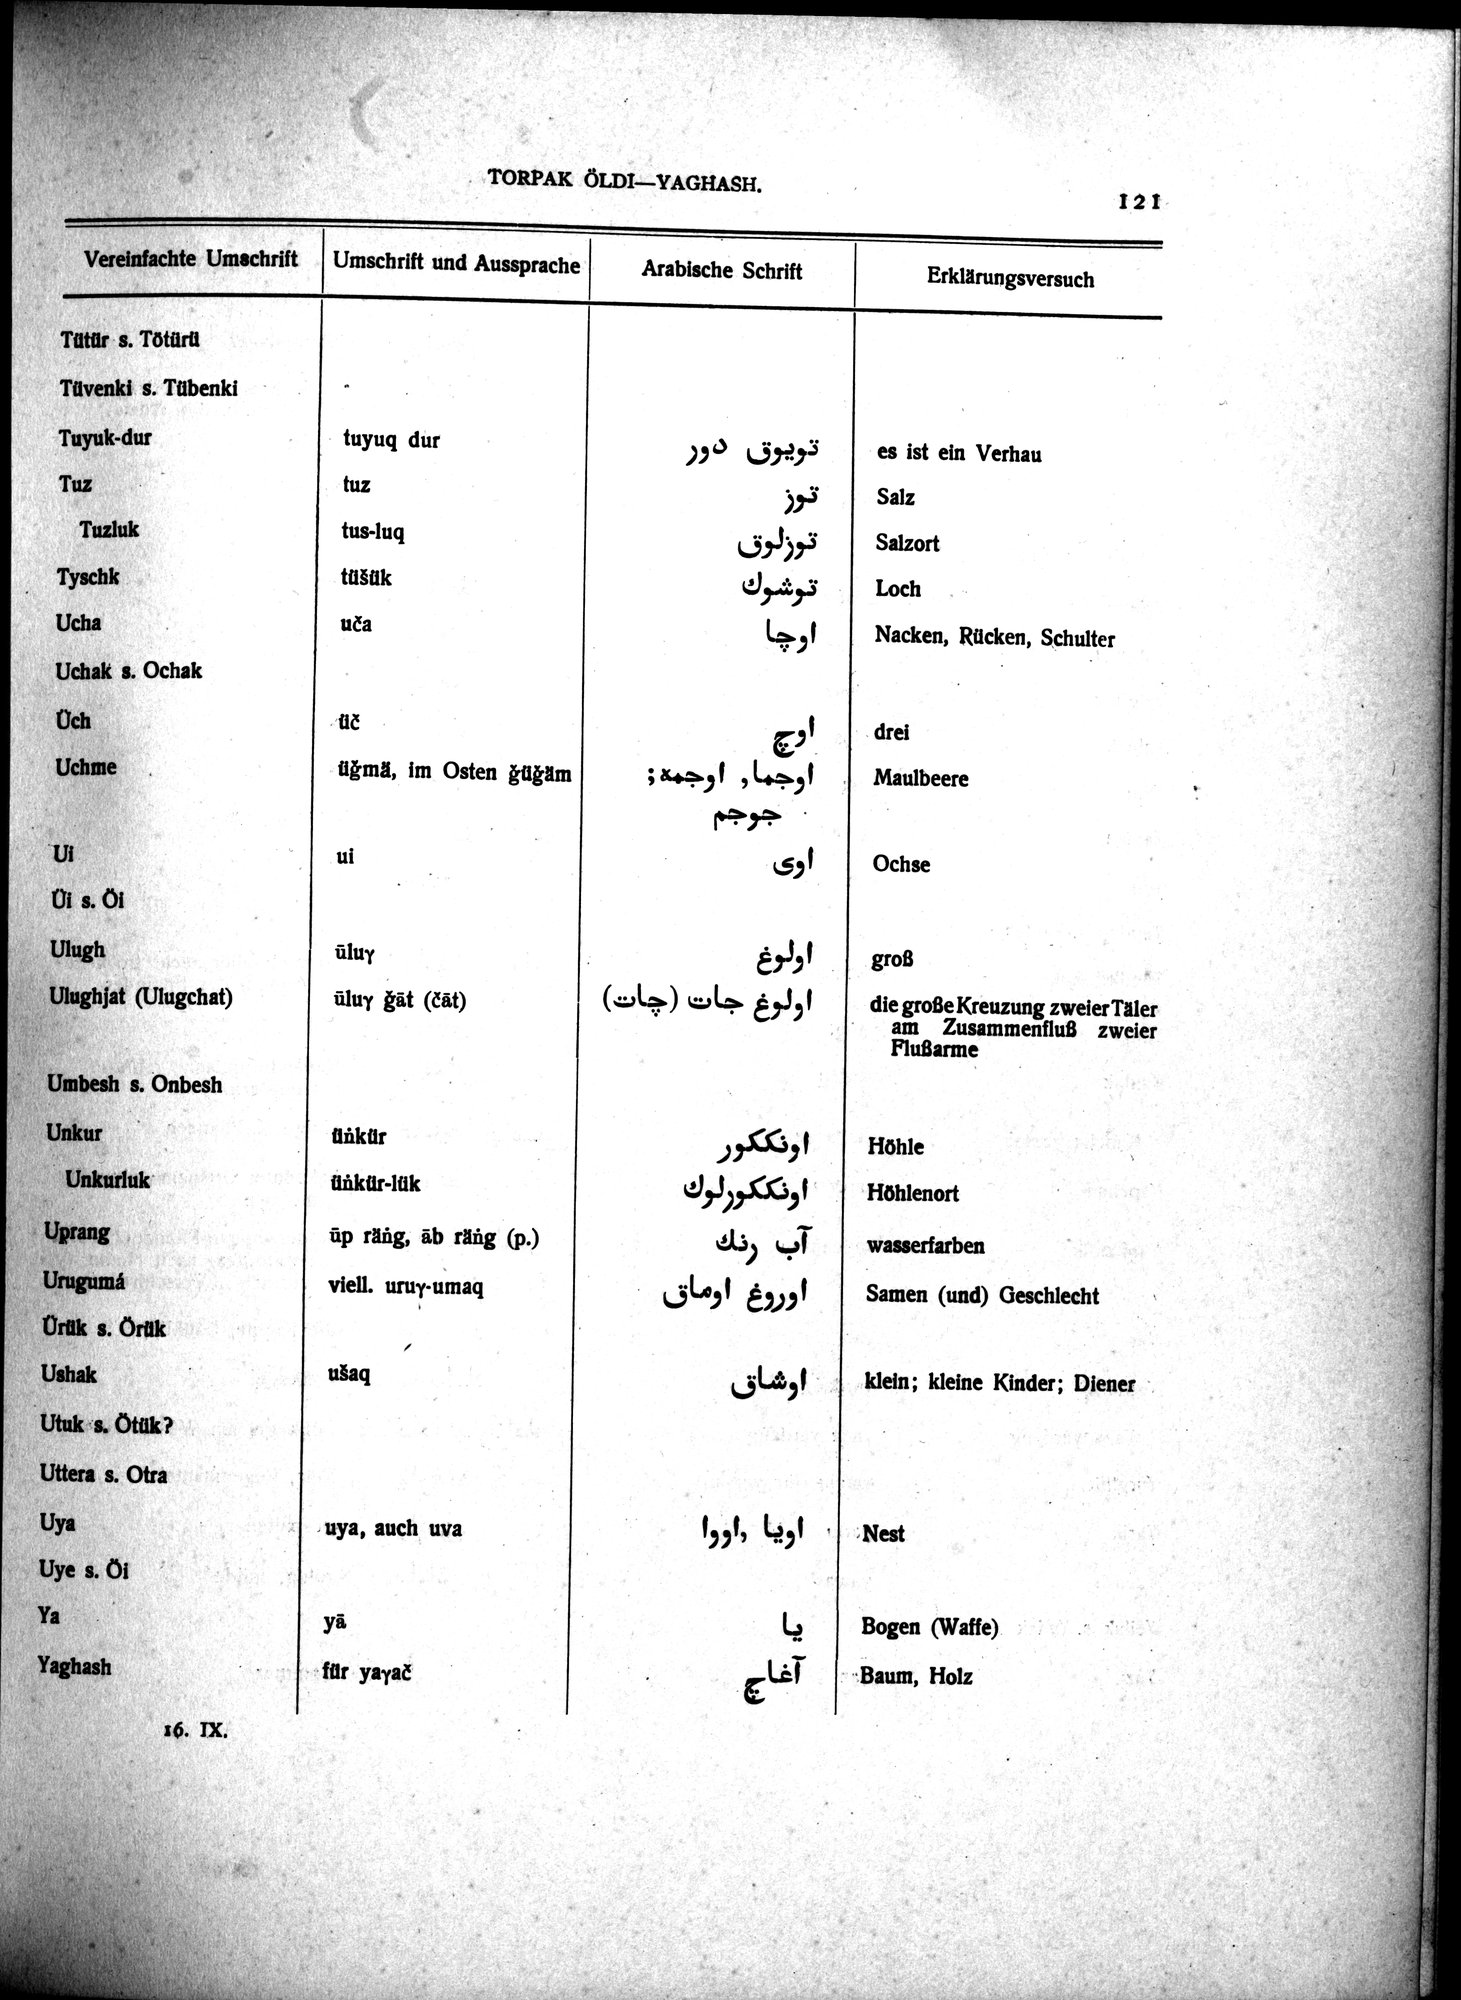 TORPAK ÖLDI—YAGHASH.
121
Vereinfachte Umschrift Umschrift und Aussprache Arabische Schrift Erklärungsversuch
Tütür s. Tötürü
Tüvenki s. Tübenki
Tuyuk-dur tuyuq dur تويوق دور es ist ein Verhau
Tuz tuz توز Salz
Tuzluk tus-luq توزلوق Salzort
Tyschk tüšük توشوك Loch
Ucha uča اوچا Nacken, Rücken, Schulter
Uchak s. Ochak
Üch üč اوچ drei
Uchme üǧmä, im Osten ǧüǧäm اوجما, اوجمه; Maulbeere
جوجم
Ui ui اوى Ochse
Üi s. Öi
Ulugh ūluγ اولوغ groß
Ulughjat (Ulugchat) ūluγ ǧāt (čāt) اولوغ جات (چات) die große Kreuzung zweier Täler
am Zusammenfluß zweier
Flußarme
Umbesh s. Onbesh
Unkur üṅkür اونككور Höhle
Unkurluk üṅkür-lük اونككورلوك Höhlenort
Uprang ūp räṅg, āb räṅg (p.) آب رنك wasserfarben
Urugumá viell. uruγ-umaq اوروغ اوماق Samen (und) Geschlecht
Ürük s. Örük
Ushak ušaq اوشاق klein; kleine Kinder; Diener
Utuk s. Ötük?
Uttera s. Otra
Uya uya, auch uva اويا ,اووا Nest
Uye s. Öi
Ya yā يا Bogen (Waffe)
Yaghash für yaγač آغاچ Baum, Holz
16. IX.